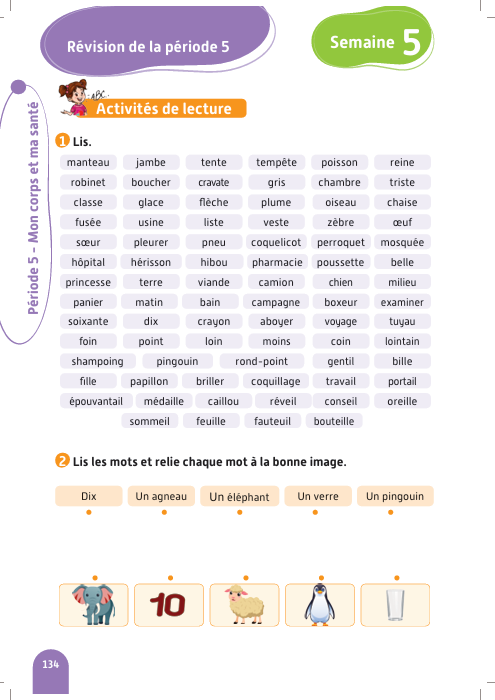 Révision de la période 5
Semaine 5
Période 5 - Mon corps et ma santé
ABC
Activités de lecture
1 Lis.
manteau jambe tente tempête poisson reine
robinet boucher cravate gris chambre triste
classe glace flèche plume oiseau chaise
fusée usine liste veste zèbre œuf
sœur pleurer pneu coquelicot perroquet mosquée
hôpital hérisson hibou pharmacie poussette belle
princesse terre viande camion chien milieu
panier matin bain campagne boxeur examiner
soixante dix crayon aboyer voyage tuyau
foin point loin moins coin lointain
shampoing pingouin rond-point gentil bille
fille papillon briller coquillage travail portail
épouvantail médaille caillou réveil conseil oreille
sommeil feuille fauteuil bouteille
2 Lis les mots et relie chaque mot à la bonne image.
Dix Un agneau Un éléphant Un verre Un pingouin
10
134